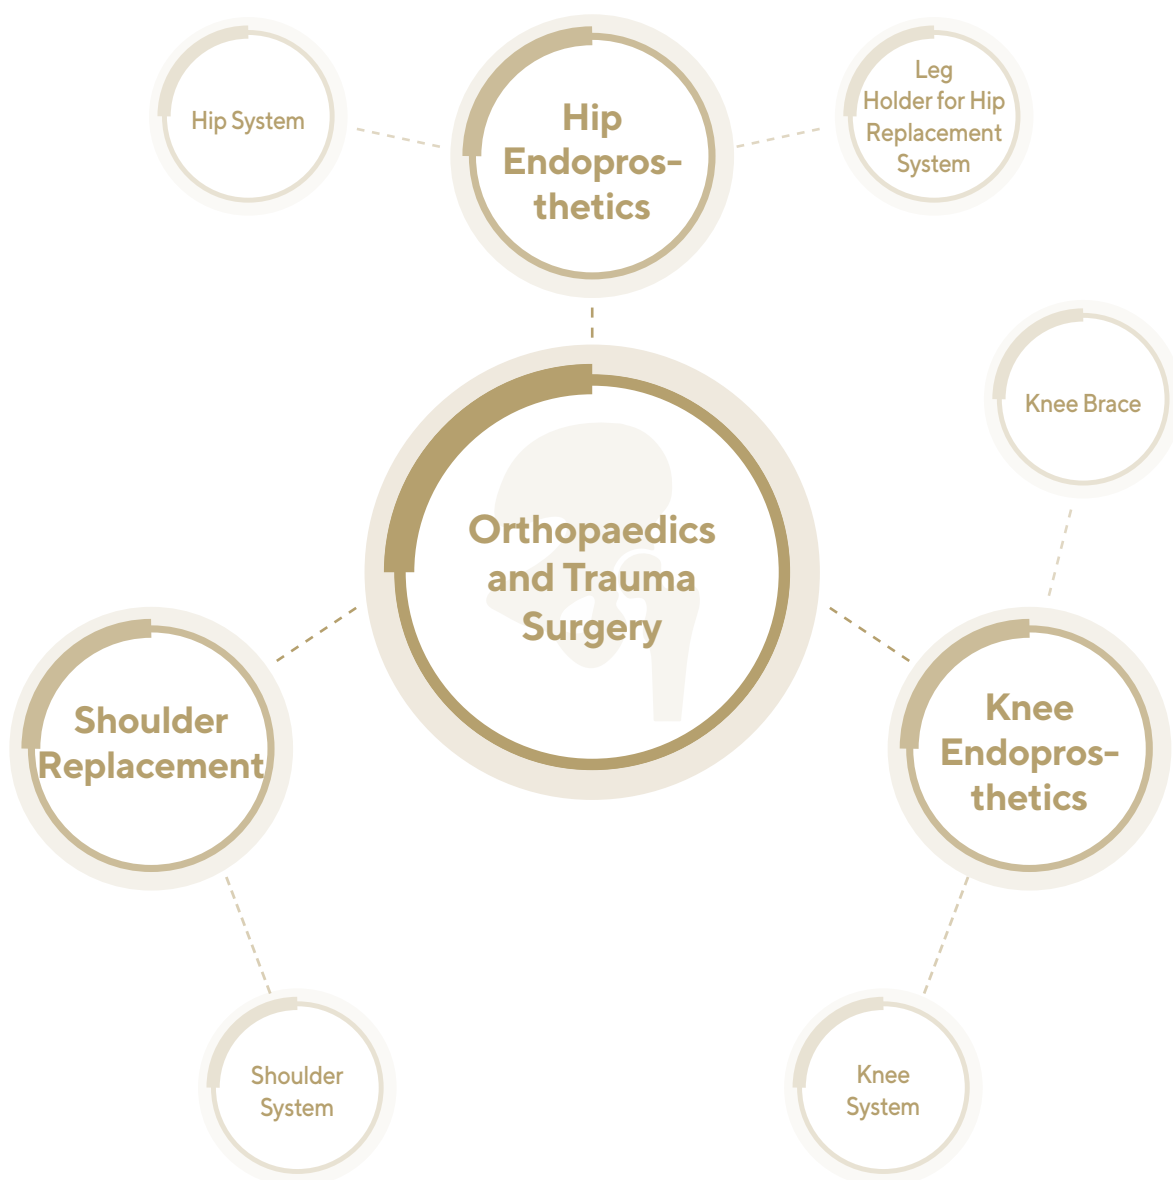 Hip System
Hip
Endopros-
thetics
Leg
Holder for Hip
Replacement
System
Knee Brace
Orthopaedics
and Trauma
Surgery
Shoulder
Replacement
Knee
Endopros-
thetics
Shoulder
System
Knee
System